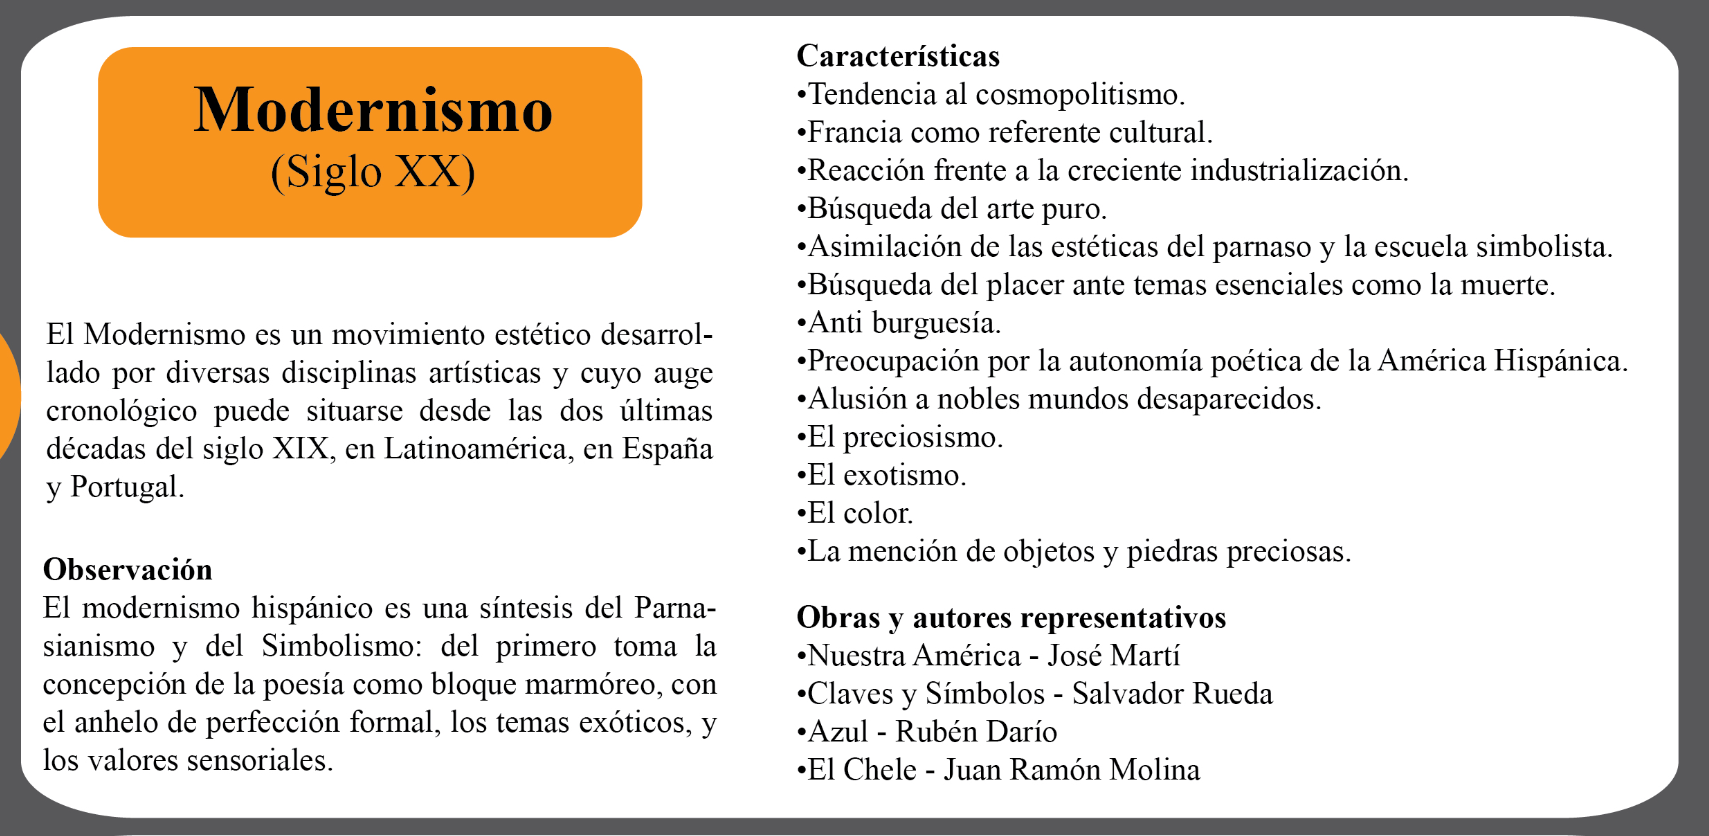 Modernismo
(Siglo XX)
El Modernismo es un movimiento estético desarrol-
lado por diversas disciplinas artísticas y cuyo auge
cronológico puede situarse desde las dos últimas
décadas del siglo XIX, en Latinoamérica, en España
y Portugal.
Observación
El modernismo hispánico es una síntesis del Parna-
sianismo y del Simbolismo: del primero toma la
concepción de la poesía como bloque marmóreo, con
el anhelo de perfección formal, los temas exóticos, y
los valores sensoriales.
Características
•Tendencia al cosmopolitismo.
•Francia como referente cultural.
•Reacción frente a la creciente industrialización.
•Búsqueda del arte puro.
•Asimilación de las estéticas del parnaso y la escuela simbolista.
•Búsqueda del placer ante temas esenciales como la muerte.
•Anti burguesía.
•Preocupación por la autonomía poética de la América Hispánica.
•Alusión a nobles mundos desaparecidos.
•El preciosismo.
•El exotismo.
•El color.
•La mención de objetos y piedras preciosas.
Obras y autores representativos
•Nuestra América - José Martí
•Claves y Símbolos - Salvador Rueda
•Azul - Rubén Darío
•El Chele - Juan Ramón Molina